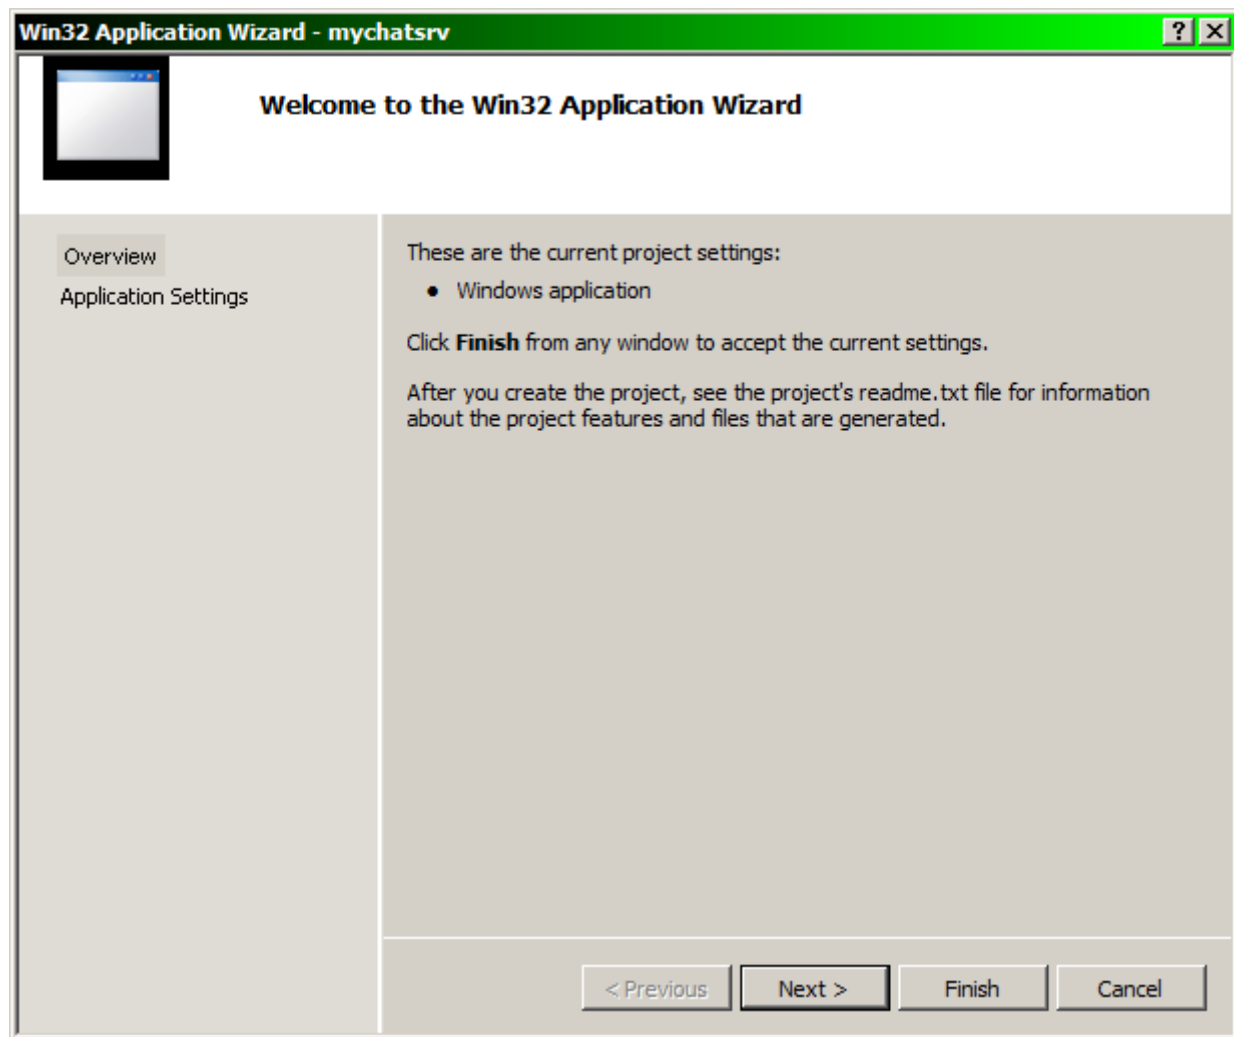 Win32 Application Wizard - mychatsrv
Welcome to the Win32 Application Wizard
Overview
Application Settings
These are the current project settings:
• Windows application
Click Finish from any window to accept the current settings.
After you create the project, see the project's readme.txt file for information
about the project features and files that are generated.
< Previous
Next >
Finish
Cancel